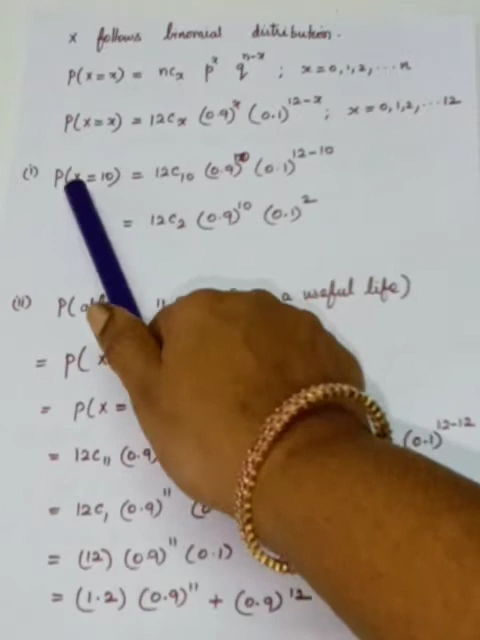 x follows binomial distribution.
P(x=x) = nCx p^x q^n-x ; x=0,1,2,...n
P(x=x) = 12Cx (0.9)^x (0.1)^12-x ; x=0,1,2,...12
(i) P(x=10) = 12C10 (0.9)^10 (0.1)^12-10
= 12C2 (0.9)^10 (0.1)^2
(ii) P( a useful life)
= P( x
= P(x = (0.1)^12-12
= 12C11 (0.9)
= 12C1 (0.9)^11
= (12) (0.9)^11 (0.1)
= (1.2) (0.9)^11 + (0.9)^12